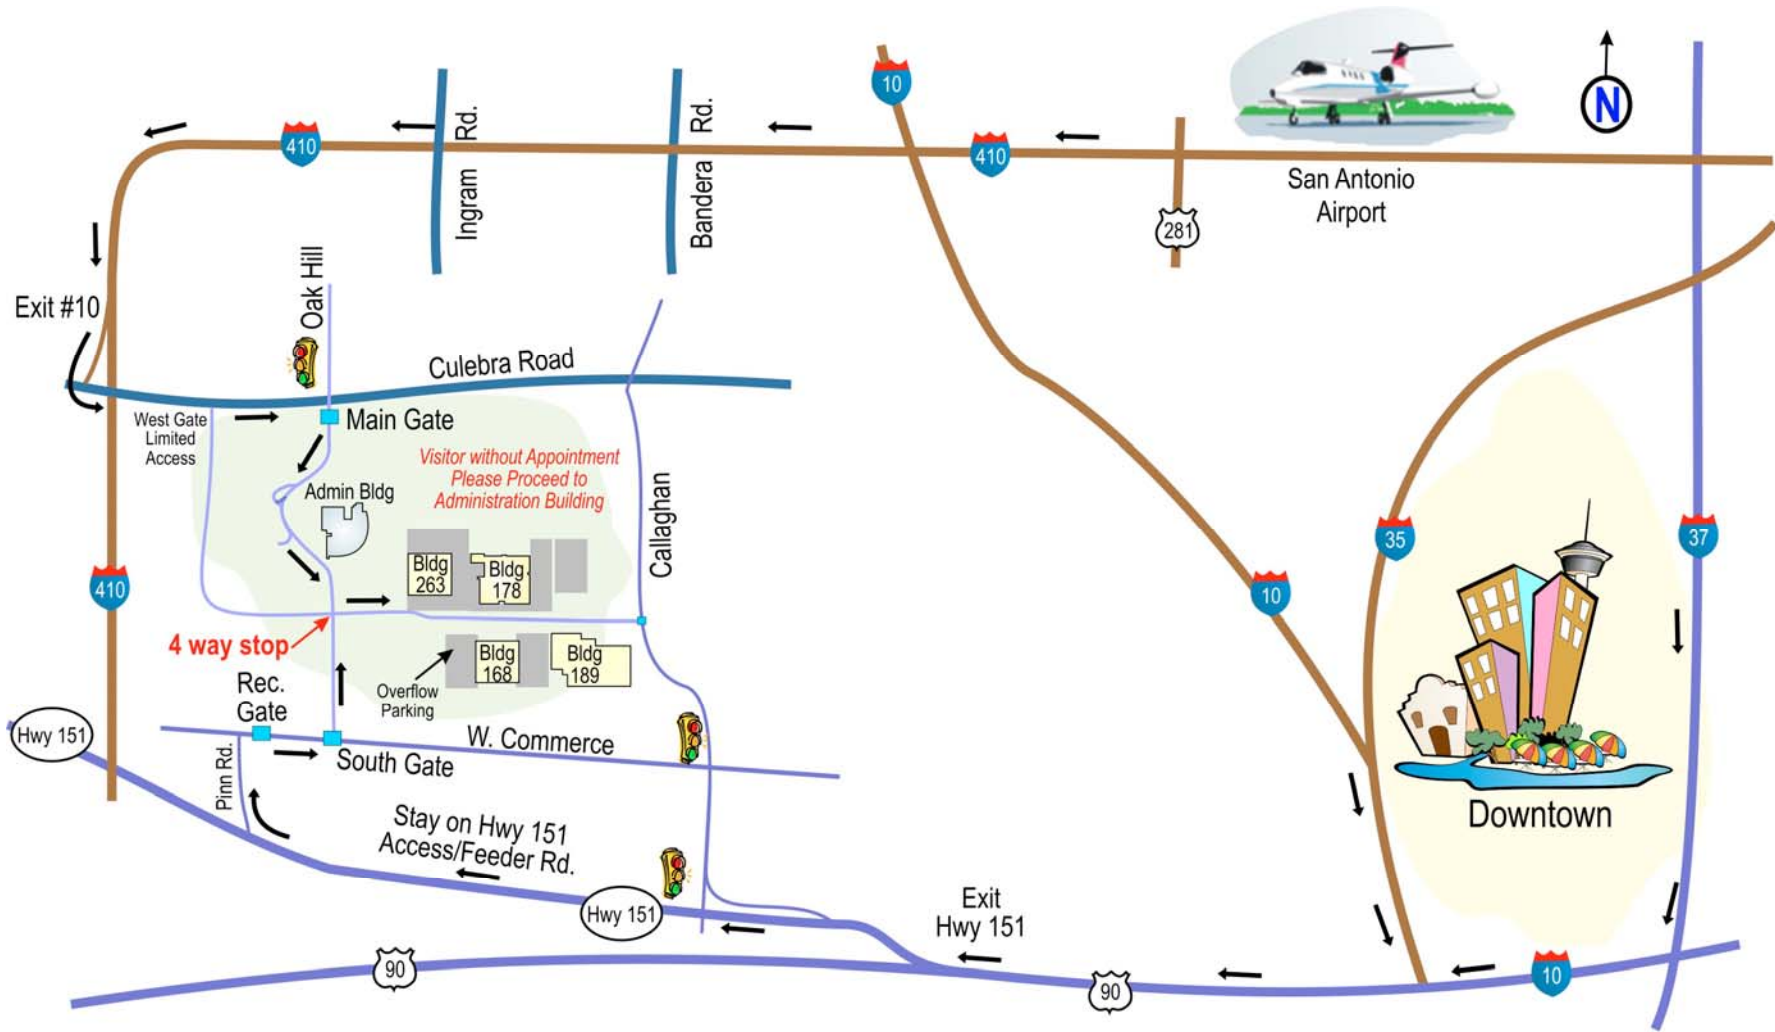 10
N
410
Ingram Rd.
Bandera Rd.
410
San Antonio
Airport
281
Exit #10
Oak Hill
Culebra Road
West Gate
Limited
Access
Main Gate
Visitor without Appointment
Please Proceed to
Administration Building
Admin Bldg
Callaghan
35
37
410
Bldg
263
Bldg.
178
10
4 way stop
Bldg
168
Bldg
189
Overflow
Parking
Rec.
Gate
Hwy 151
W. Commerce
South Gate
Pinn Rd.
Stay on Hwy 151
Access/Feeder Rd.
Downtown
Hwy 151
Exit
Hwy 151
90
90
10